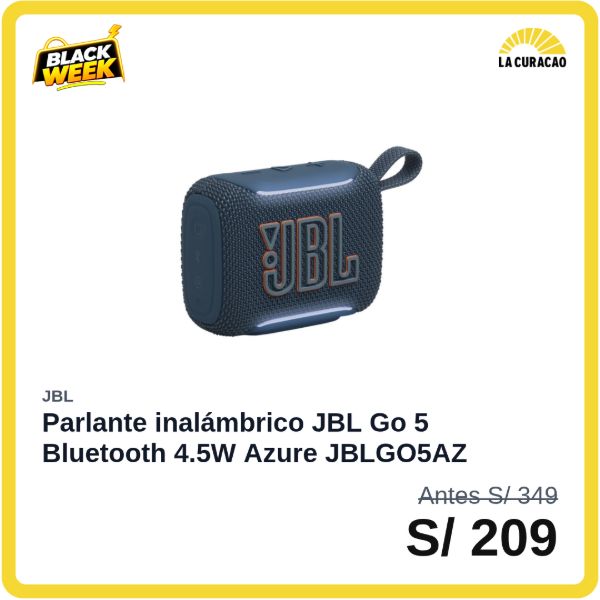 BLACK
WEEK
LA CURACAO
JBL
JBL
Parlante inalámbrico JBL Go 5
Bluetooth 4.5W Azure JBLGO5AZ
Antes S/ 349
S/ 209